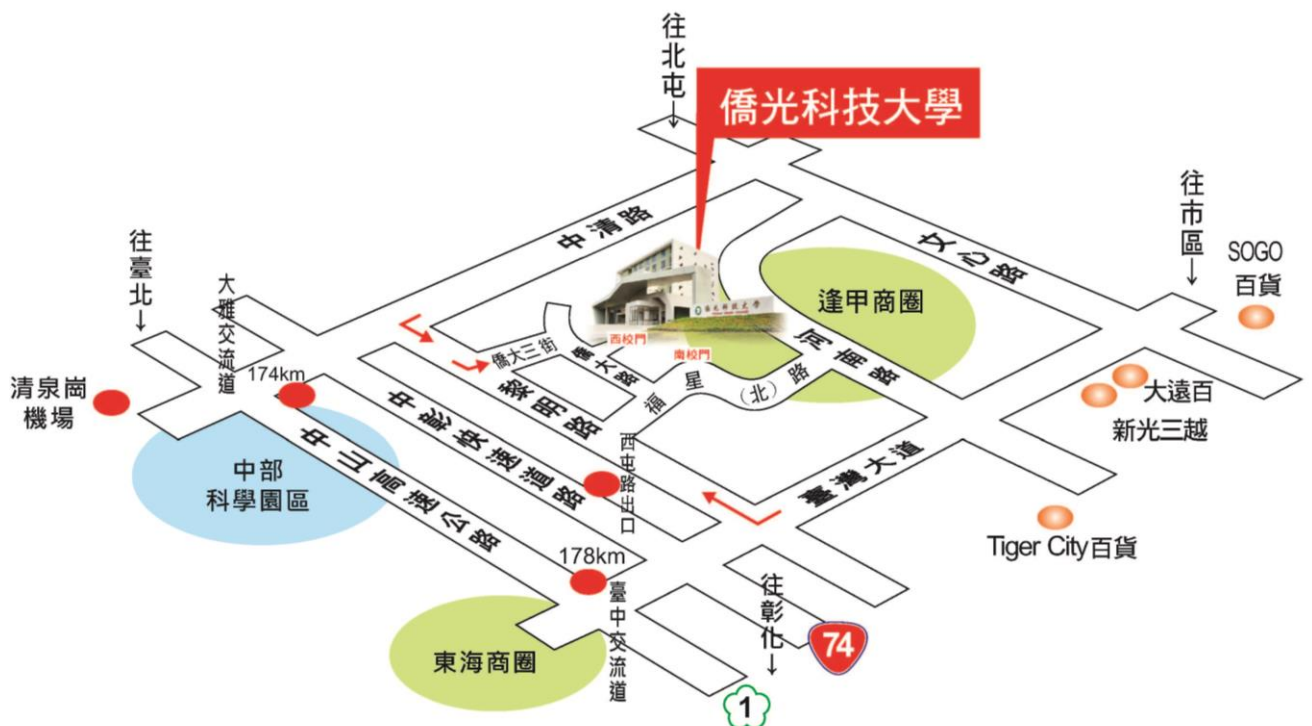 往北屯
僑光科技大學
往市區
SOGO
百貨
中清路
文心路
往臺北
大雅交流道
逢甲商圈
僑光科技大學
西校門
南校門
河南路
僑大三街
僑大路
福星(北)路
174km
清泉崗
機場
黎明路
大遠百
新光三越
中彰快速道路
西屯路出口
臺灣大道
中部
科學園區
中山高速公路
Tiger City百貨
178km
臺中交流道
往彰化
74
東海商圈
1